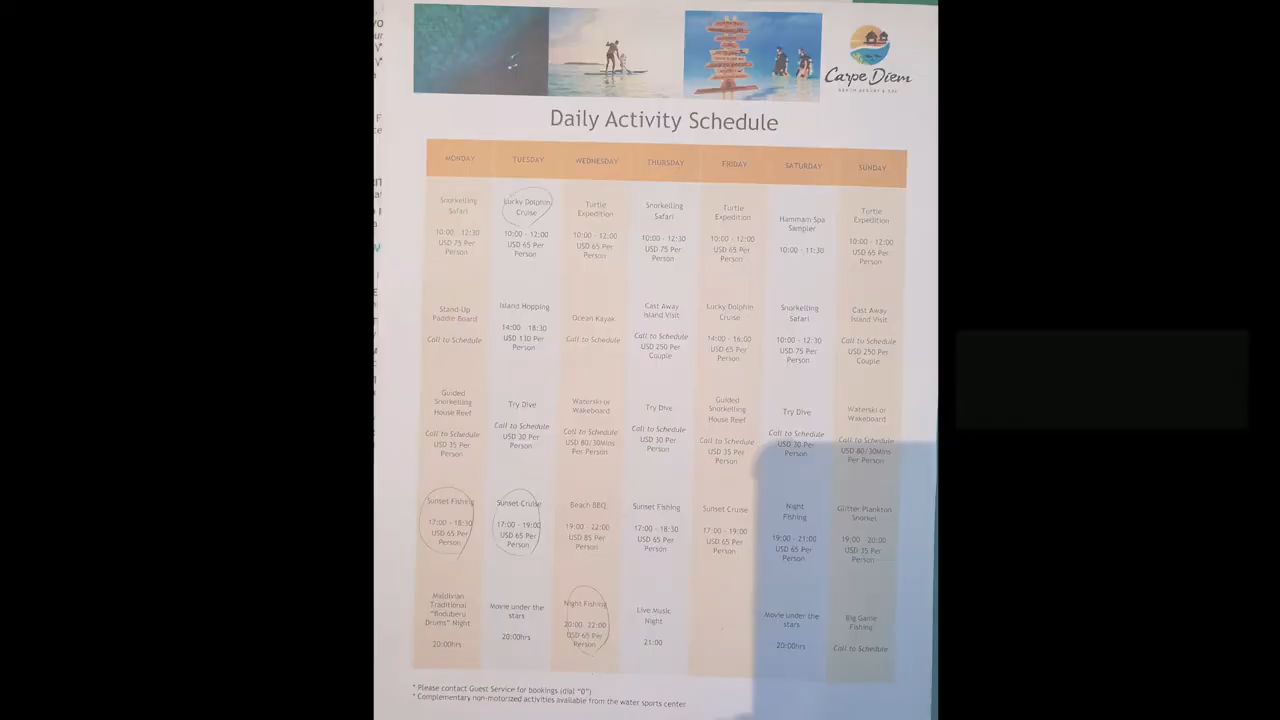 Carpe Diem
BEACH RESORT & SPA
Daily Activity Schedule
MONDAY TUESDAY WEDNESDAY THURSDAY FRIDAY SATURDAY SUNDAY
Snorkelling
Safari
10:00 - 12:30
USD 75 Per
Person
Lucky Dolphin
Cruise
10:00 - 12:00
USD 65 Per
Person
Turtle
Expedition
10:00 - 12:00
USD 65 Per
Person
Snorkelling
Safari
10:00 - 12:30
USD 75 Per
Person
Turtle
Expedition
10:00 - 12:00
USD 65 Per
Person
Hammam Spa
Sampler
10:00 - 11:30
Turtle
Expedition
10:00 - 12:00
USD 65 Per
Person
Stand Up
Paddle Board
Call to Schedule
Island Hopping
14:00 - 18:30
USD 130 Per
Person
Ocean Kayak
Call to Schedule
Cast Away
Island Visit
Call to Schedule
USD 250 Per
Couple
Lucky Dolphin
Cruise
14:00 - 16:00
USD 65 Per
Person
Snorkelling
Safari
10:00 - 12:30
USD 75 Per
Person
Cast Away
Island Visit
Call to Schedule
USD 250 Per
Couple
Guided
Snorkelling
House Reef
Call to Schedule
USD 35 Per
Person
Try Dive
Call to Schedule
USD 30 Per
Person
Waterski or
Wakeboard
Call to Schedule
USD 80/30Mins
Per Person
Try Dive
Call to Schedule
USD 30 Per
Person
Guided
Snorkelling
House Reef
Call to Schedule
USD 35 Per
Person
Try Dive
Call to Schedule
USD 30 Per
Person
Waterski or
Wakeboard
Call to Schedule
USD 80/30Mins
Per Person
Sunset Fishing
17:00 - 18:30
USD 65 Per
Person
Sunset Cruise
17:00 - 19:00
USD 65 Per
Person
Beach BBQ
19:00 - 22:00
USD 85 Per
Person
Sunset Fishing
17:00 - 18:30
USD 65 Per
Person
Sunset Cruise
17:00 - 19:00
USD 65 Per
Person
Night
Fishing
19:00 - 21:00
USD 65 Per
Person
Glitter Plankton
Snorkel
19:00 - 20:00
USD 35 Per
Person
Maldivian
Traditional
"Boduberu
Drums" Night
20:00hrs
Movie under the
stars
20:00hrs
Night Fishing
20:00 - 22:00
USD 65 Per
Person
Live Music
Night
21:00
Movie under the
stars
20:00hrs
Big Game
Fishing
Call to Schedule
* Please contact Guest Service for bookings (dial "0")
* Complementary non-motorized activities available from the water sports center